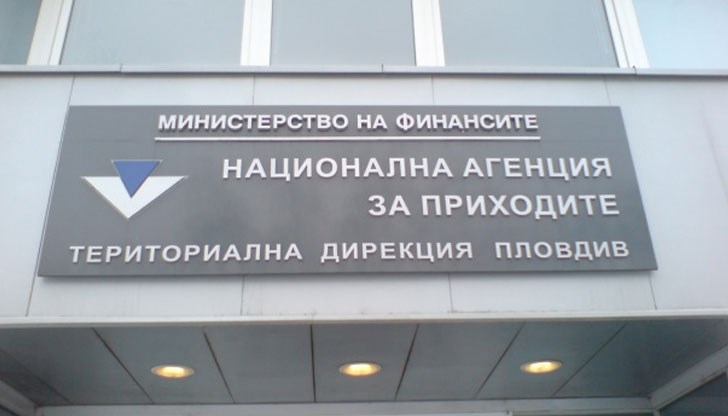 МИНИСТЕРСТВО НА ФИНАНСИТЕ
НАЦИОНАЛНА АГЕНЦИЯ
ЗА ПРИХОДИТЕ
ТЕРИТОРИАЛНА ДИРЕКЦИЯ ПЛОВДИВ